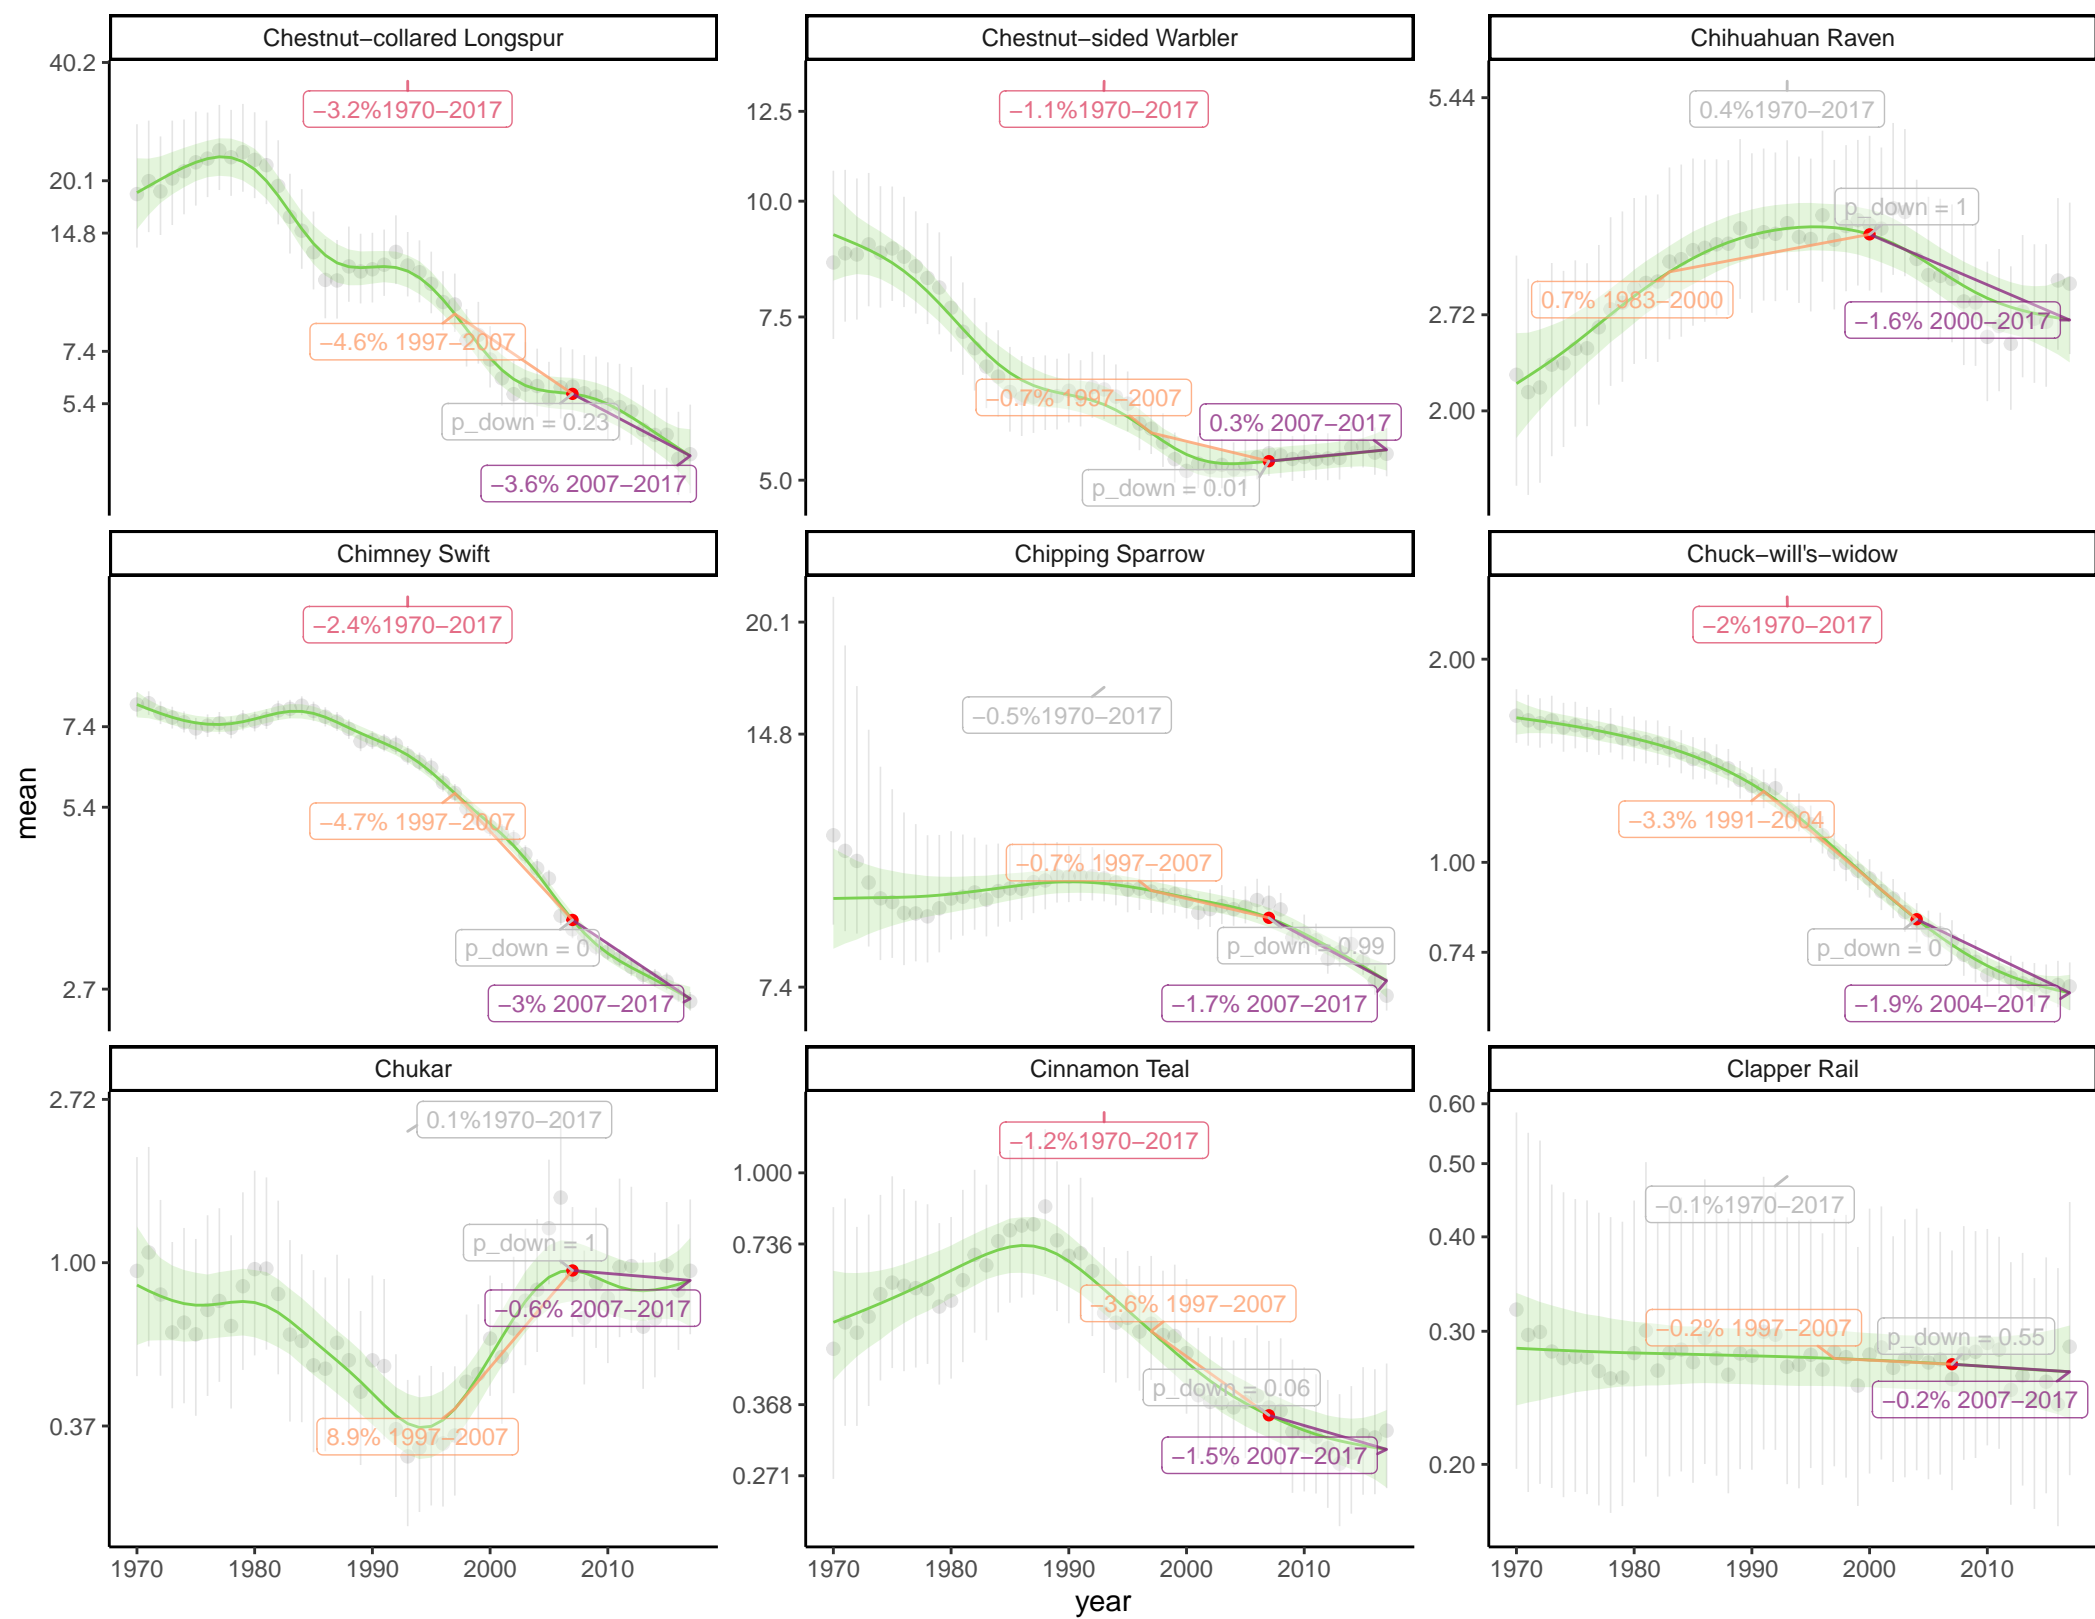 Chestnut−collared Longspur
40.2
20.1
14.8
7.4
5.4
−3.2%1970−2017
−4.6% 1997−2007
p_down = 0.23
−3.6% 2007−2017
Chestnut−sided Warbler
12.5
10.0
7.5
5.0
−1.1%1970−2017
−0.7% 1997−2007
0.3% 2007−2017
p_down = 0.01
Chihuahuan Raven
5.44
2.72
2.00
0.4%1970−2017
p_down = 1
0.7% 1983−2000
−1.6% 2000−2017
mean
Chimney Swift
7.4
5.4
2.7
−2.4%1970−2017
−4.7% 1997−2007
p_down = 0
−3% 2007−2017
Chipping Sparrow
20.1
14.8
7.4
−0.5%1970−2017
−0.7% 1997−2007
p_down = 0.99
−1.7% 2007−2017
Chuck−will's−widow
2.00
1.00
0.74
−2%1970−2017
−3.3% 1991−2004
p_down = 0
−1.9% 2004−2017
Chukar
2.72
1.00
0.37
0.1%1970−2017
p_down = 1
−0.6% 2007−2017
8.9% 1997−2007
1970 1980 1990 2000 2010
Cinnamon Teal
1.000
0.736
0.368
0.271
−1.2%1970−2017
−3.6% 1997−2007
p_down = 0.06
−1.5% 2007−2017
1970 1980 1990 2000 2010
Clapper Rail
0.60
0.50
0.40
0.30
0.20
−0.1%1970−2017
−0.2% 1997−2007
p_down = 0.55
−0.2% 2007−2017
1970 1980 1990 2000 2010
year